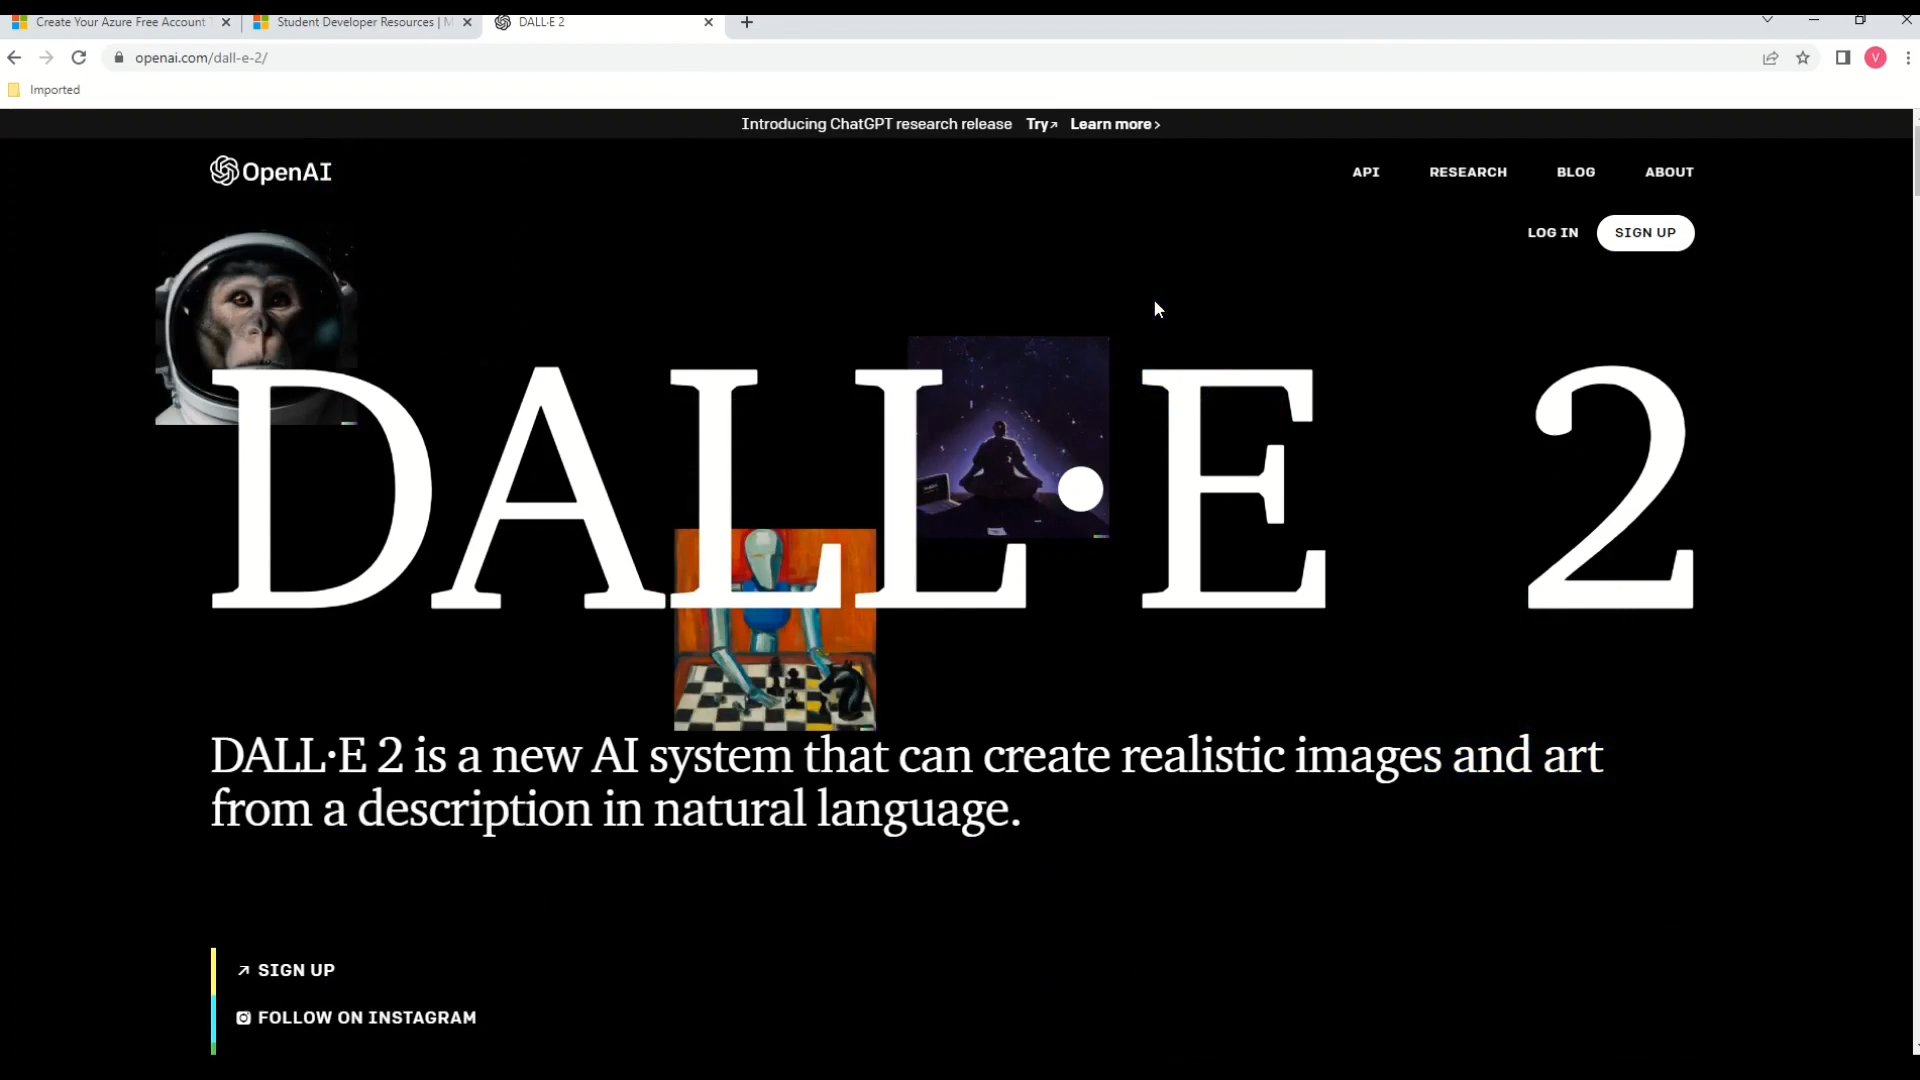 Create Your Azure Free Account
Student Developer Resources | M
DALL·E 2
openai.com/dall-e-2/
V
Imported
Introducing ChatGPT research release Try↗ Learn more ›
OpenAI
API RESEARCH BLOG ABOUT
LOG IN SIGN UP
DALL·E 2
DALL·E 2 is a new AI system that can create realistic images and art
from a description in natural language.
↗ SIGN UP
FOLLOW ON INSTAGRAM